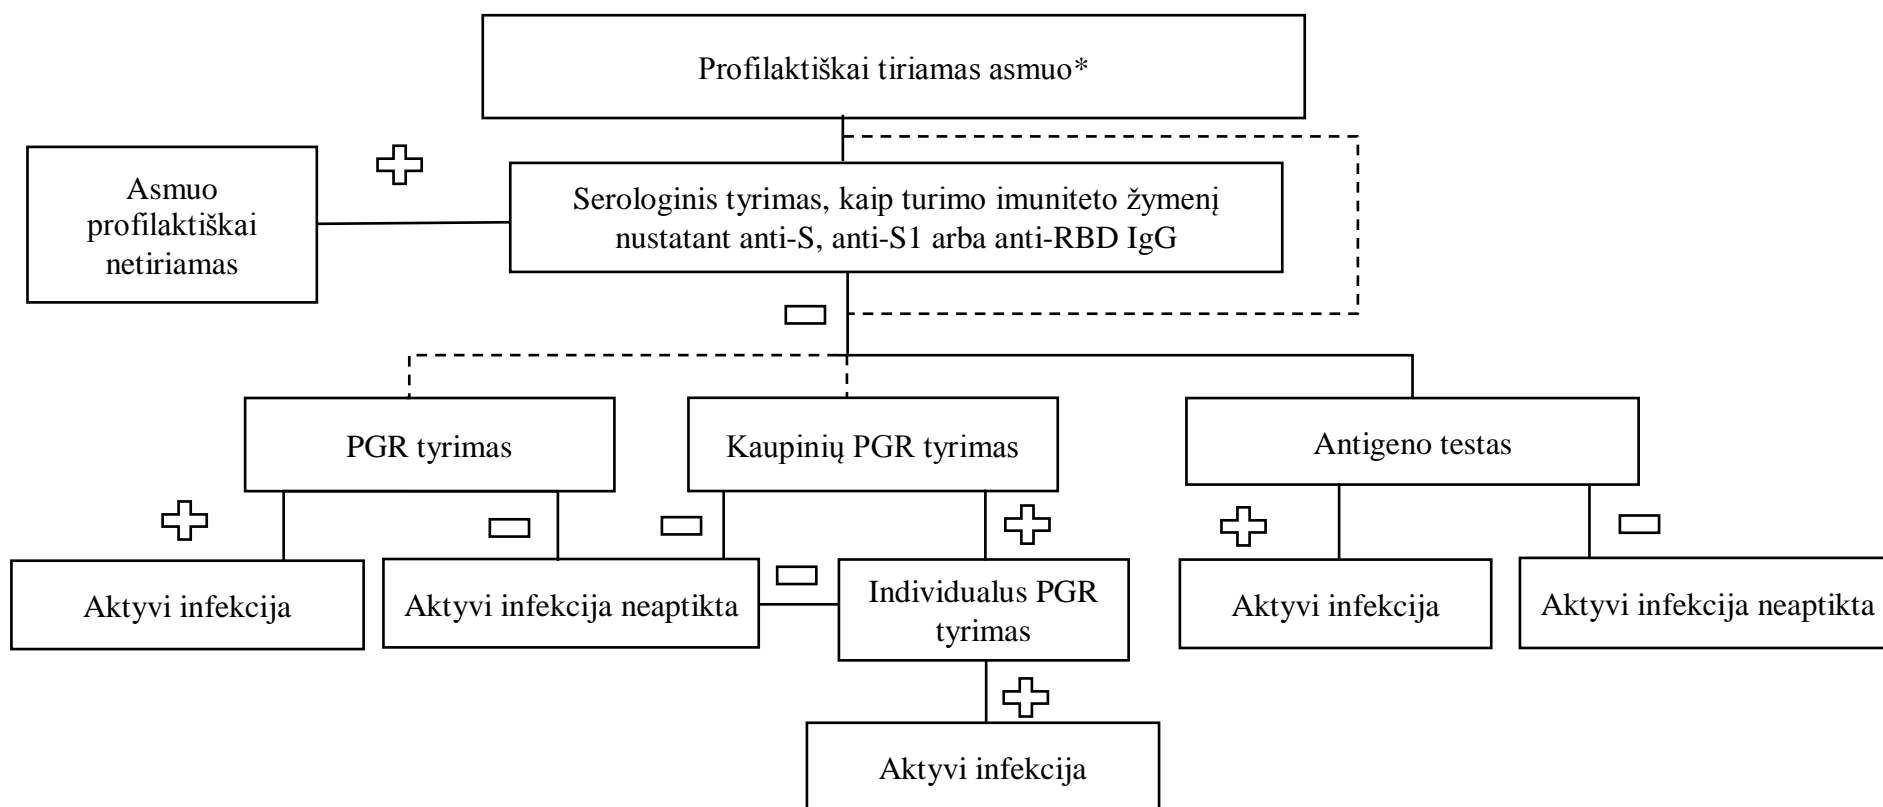 Profilaktiškai tiriamas asmuo*
Asmuo
profilaktiškai
netiriamas
Serologinis tyrimas, kaip turimo imuniteto žymenį
nustatant anti-S, anti-S1 arba anti-RBD IgG
PGR tyrimas
Kaupinių PGR tyrimas
Antigeno testas
Aktyvi infekcija
Aktyvi infekcija neaptikta
Individualus PGR
tyrimas
Aktyvi infekcija
Aktyvi infekcija neaptikta
Aktyvi infekcija